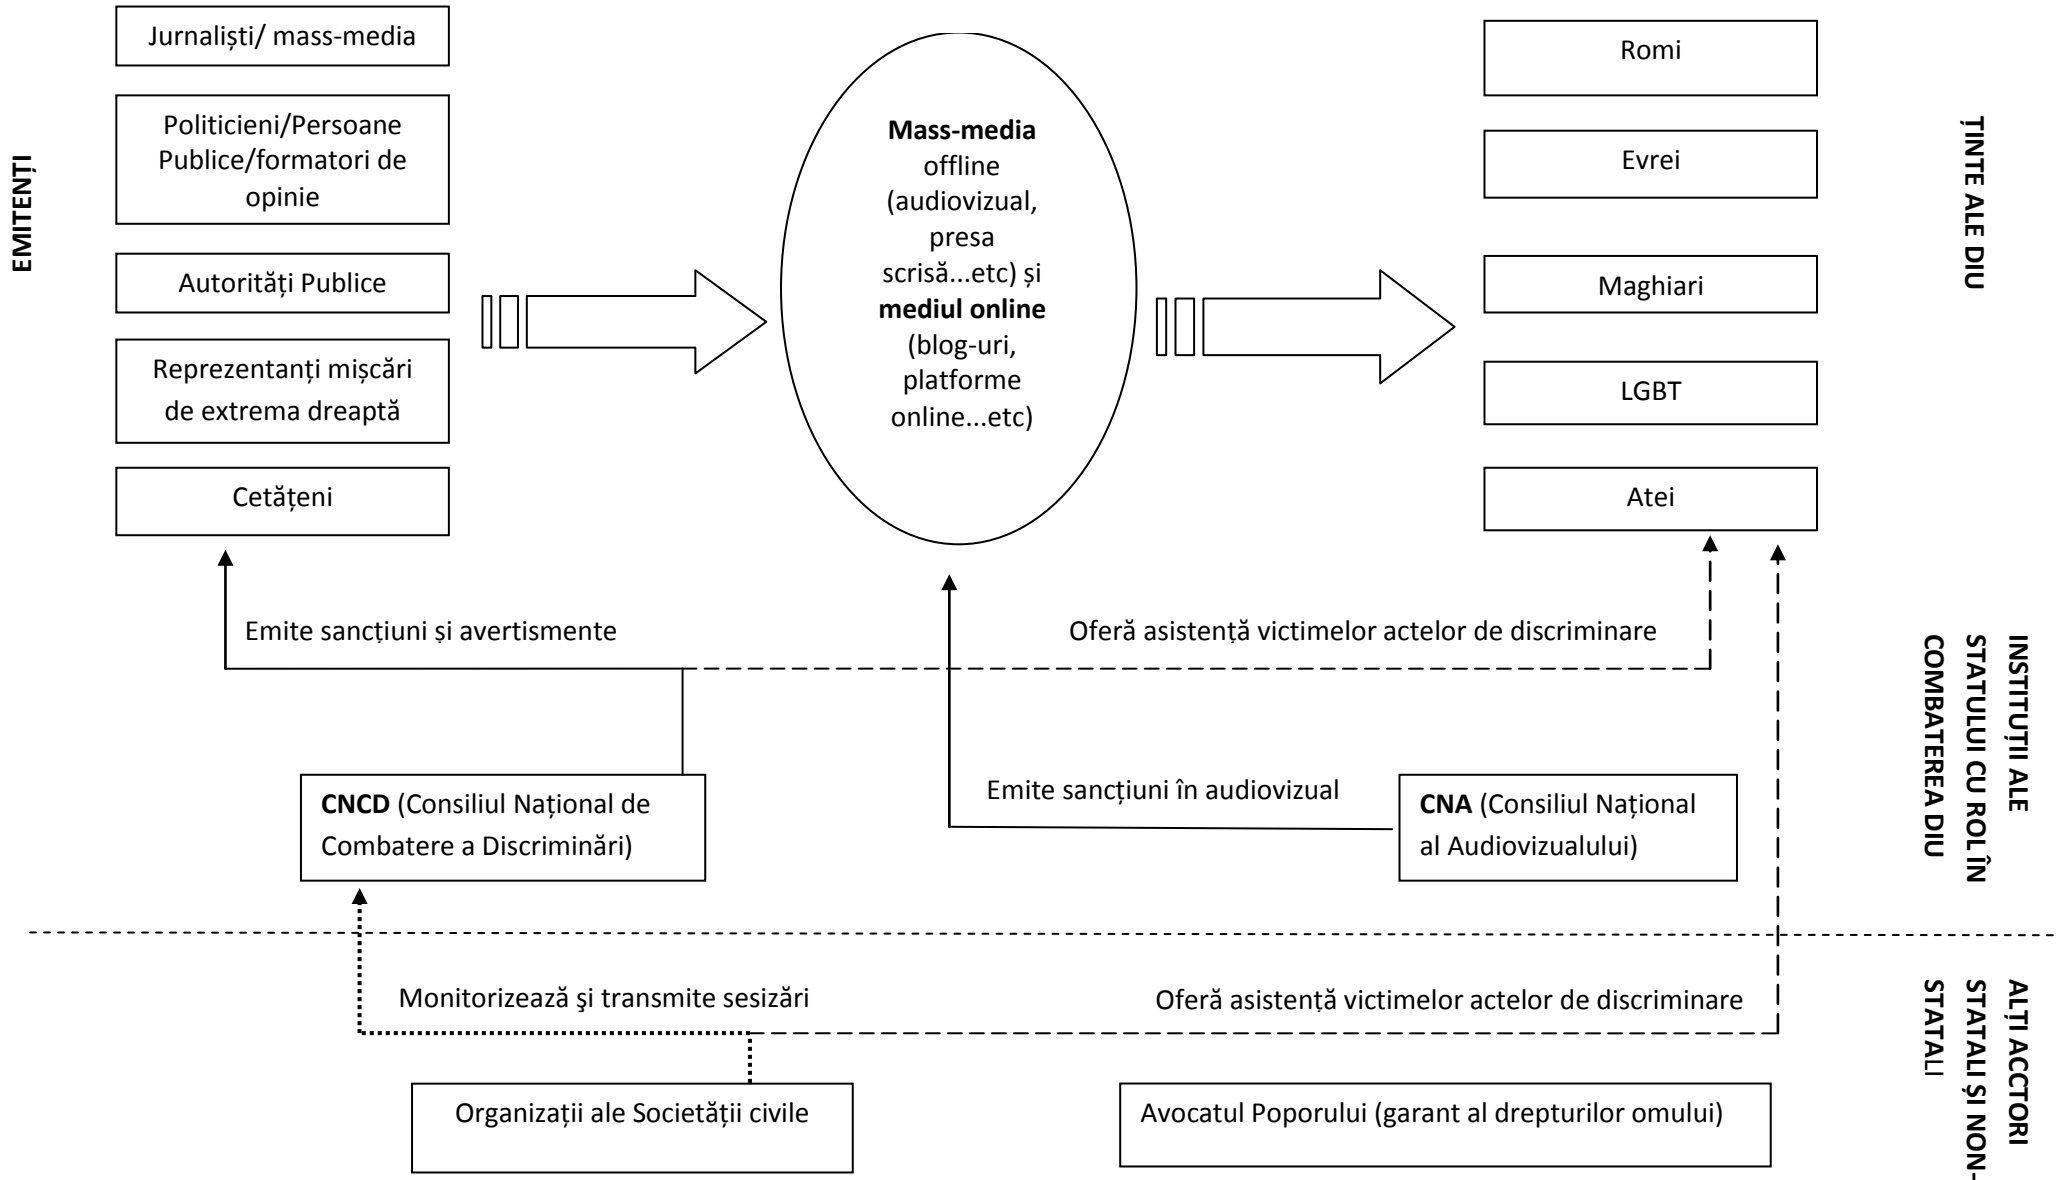 EMITENȚI
Jurnaliști/ mass-media
Politicieni/Persoane
Publice/formatori de
opinie
Autorități Publice
Reprezentanți mișcări
de extrema dreaptă
Cetățeni
Mass-media
offline
(audiovizual,
presa
scrisă...etc) și
mediul online
(blog-uri,
platforme
online...etc)
Romi
Evrei
Maghiari
LGBT
Atei
ȚINTE ALE DIU
Emite sancțiuni și avertismente
Oferă asistență victimelor actelor de discriminare
CNCD (Consiliul Național de
Combatere a Discriminări)
Emite sancțiuni în audiovizual
CNA (Consiliul Național
al Audiovizualului)
INSTITUȚII ALE
STATULUI CU ROL ÎN
COMBATEREA DIU
Monitorizează şi transmite sesizări
Oferă asistență victimelor actelor de discriminare
Organizații ale Societății civile
Avocatul Poporului (garant al drepturilor omului)
ALȚI ACCTORI
STATALI ȘI NON-
STATALI